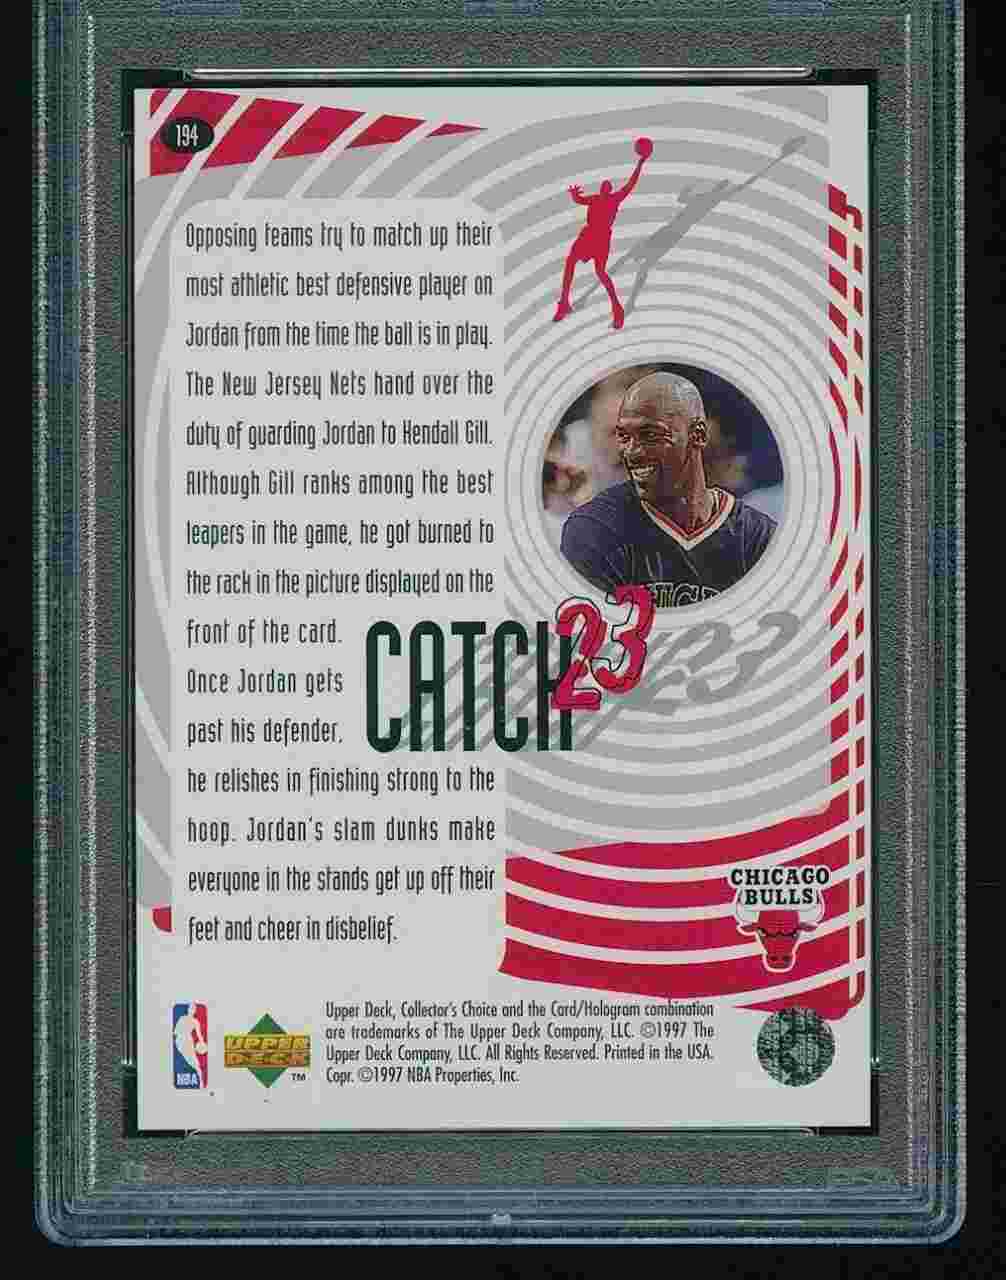 194
Opposing teams try to match up their
most athletic best defensive player on
Jordan from the time the ball is in play.
The New Jersey Nets hand over the
duty of guarding Jordan to Kendall Gill.
Although Gill ranks among the best
leapers in the game, he got burned to
the rack in the picture displayed on the
front of the card.
Once Jordan gets
past his defender,
he relishes in finishing strong to the
hoop. Jordan's slam dunks make
everyone in the stands get up off their
feet and cheer in disbelief.
CATCH 23
CHICAGO
BULLS
NBA
UPPER
DECK
TM
Upper Deck, Collector's Choice and the Card/Hologram combination
are trademarks of The Upper Deck Company, LLC. ©1997 The
Upper Deck Company, LLC. All Rights Reserved. Printed in the USA.
Copr. ©1997 NBA Properties, Inc.